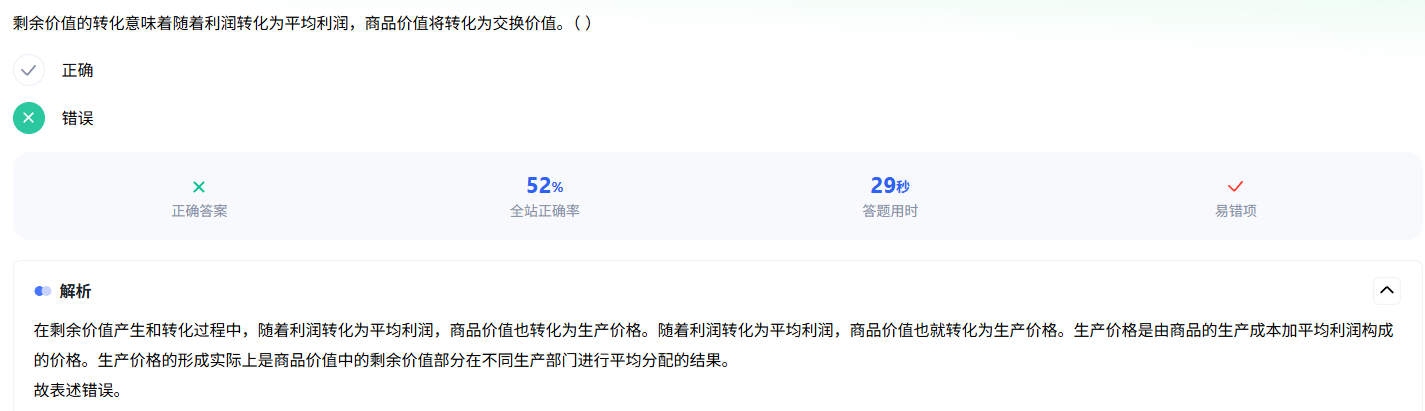 剩余价值的转化意味着随着利润转化为平均利润，商品价值将转化为交换价值。（ ）
正确
错误
52%
29秒
正确答案
全站正确率
答题用时
易错项
解析
在剩余价值产生和转化过程中，随着利润转化为平均利润，商品价值也转化为生产价格。随着利润转化为平均利润，商品价值也就转化为生产价格。生产价格是由商品的生产成本加平均利润构成
的价格。生产价格的形成实际上是商品价值中的剩余价值部分在不同生产部门进行平均分配的结果。
故表述错误。